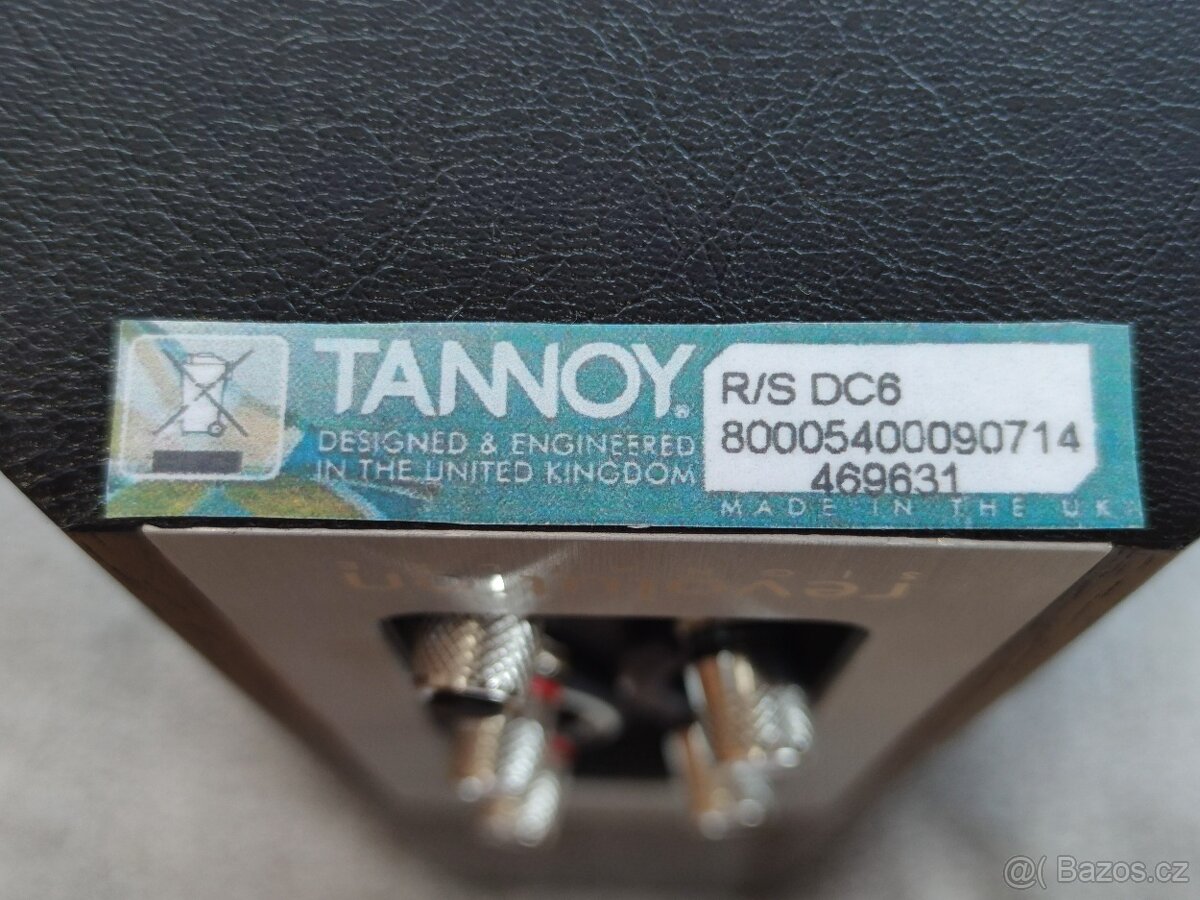 TANNOY®
DESIGNED & ENGINEERED
IN THE UNITED KINGDOM
R/S DC6
80005400090714
469631
MADE IN THE UK
revolution
@( Bazos.cz